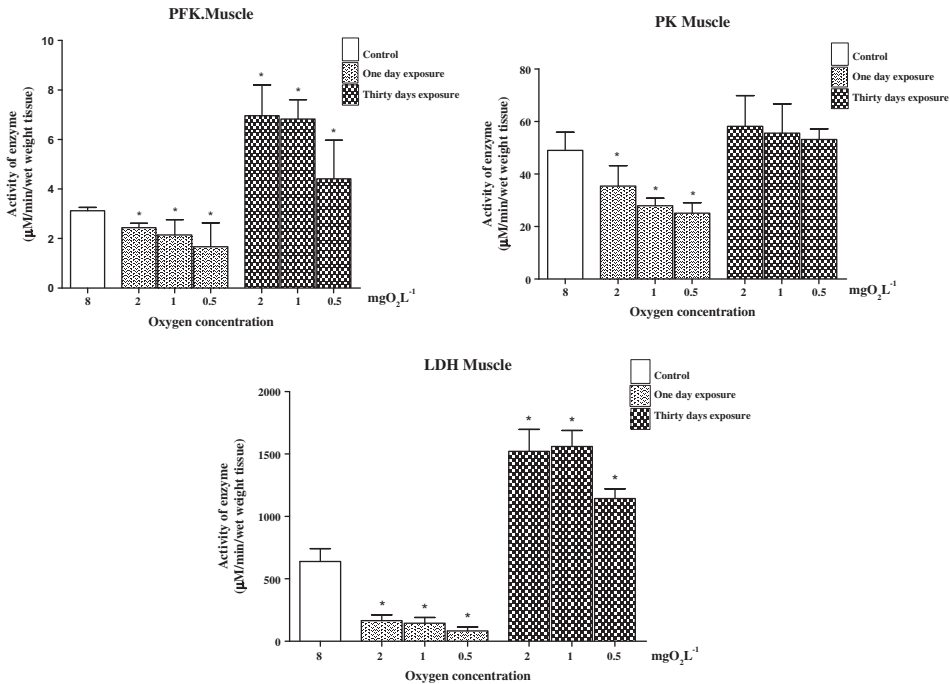 PFK.Muscle
Control
One day exposure
Thirty days exposure
Activity of enzyme
(µM/min/wet weight tissue)
10
8
6
4
2
0
* * * * * *
8 2 1 0.5 2 1 0.5 mgO2L-1
Oxygen concentration
PK Muscle
Control
One day exposure
Thirty days exposure
Activity of enzyme
(µM/min/wet weight tissue)
80
60
40
20
0
* * *
8 2 1 0.5 2 1 0.5 mgO2L-1
Oxygen concentration
LDH Muscle
Control
One day exposure
Thirty days exposure
Activity of enzyme
(µM/min/wet weight tissue)
2000
1500
1000
500
0
* * * * * *
8 2 1 0.5 2 1 0.5 mgO2L-1
Oxygen concentration